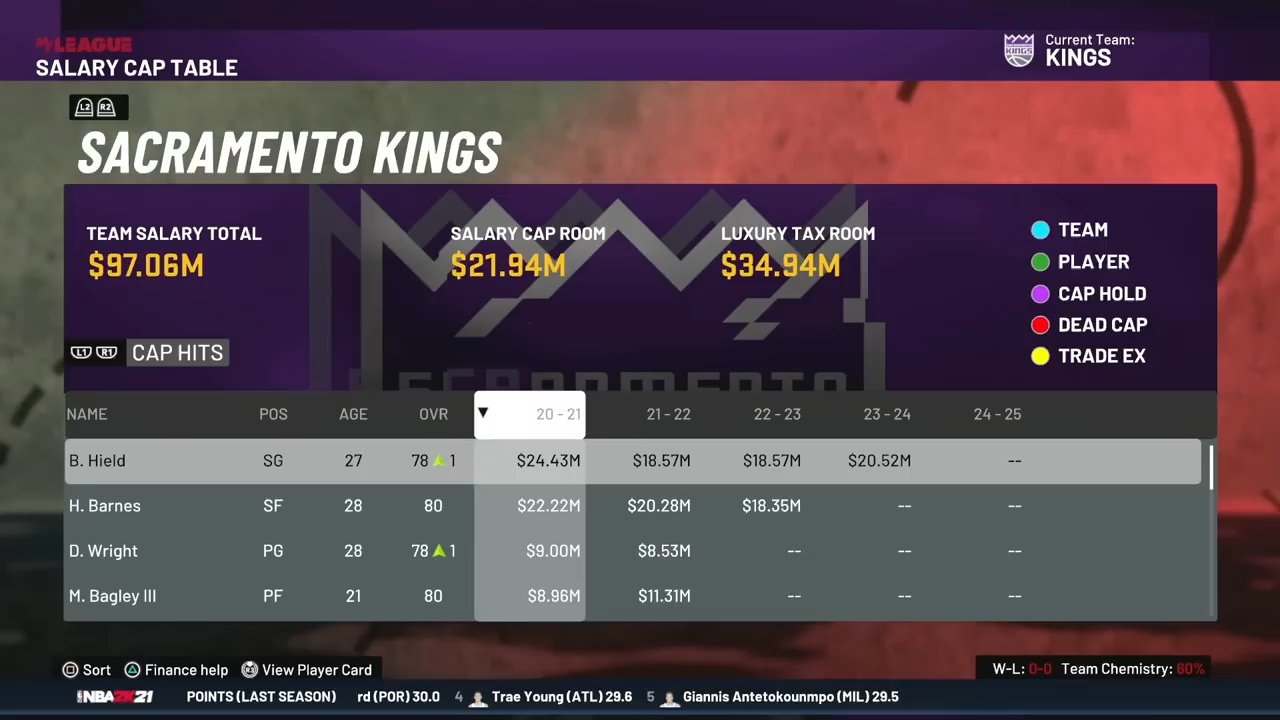 MyLEAGUE
SALARY CAP TABLE
KINGS
Current Team:
KINGS
L2 R2
SACRAMENTO KINGS
TEAM SALARY TOTAL SALARY CAP ROOM LUXURY TAX ROOM
$97.06M $21.94M $34.94M
TEAM
PLAYER
CAP HOLD
DEAD CAP
TRADE EX
L1 R1 CAP HITS
SACRAMENTO
NAME POS AGE OVR 20 - 21 21 - 22 22 - 23 23 - 24 24 - 25
B. Hield SG 27 78 1 $24.43M $18.57M $18.57M $20.52M --
H. Barnes SF 28 80 $22.22M $20.28M $18.35M -- --
D. Wright PG 28 78 1 $9.00M $8.53M -- -- --
M. Bagley III PF 21 80 $8.96M $11.31M -- -- --
Sort Finance help R3 View Player Card
W-L: 0-0 Team Chemistry: 60%
NBA 2K21 POINTS (LAST SEASON) rd (POR) 30.0 4 Trae Young (ATL) 29.6 5 Giannis Antetokounmpo (MIL) 29.5